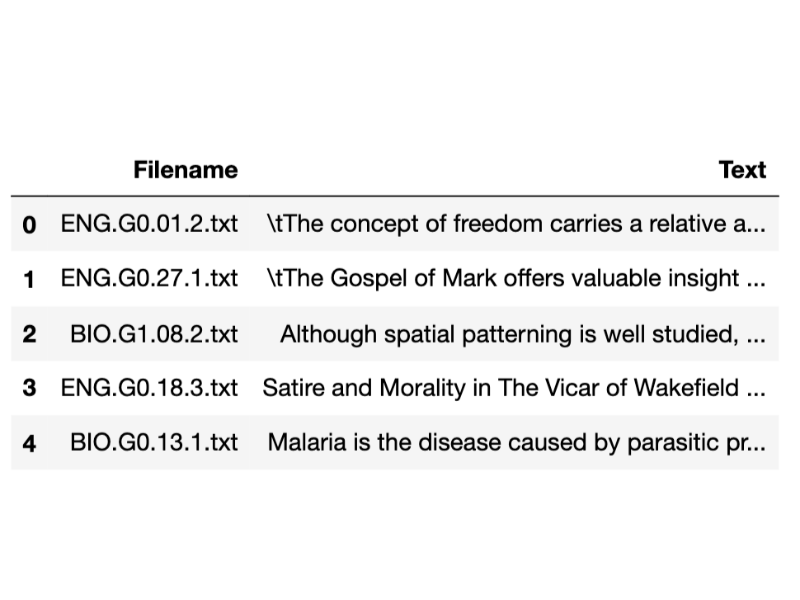 Filename Text
0 ENG.G0.01.2.txt \tThe concept of freedom carries a relative a...
1 ENG.G0.27.1.txt \tThe Gospel of Mark offers valuable insight ...
2 BIO.G1.08.2.txt Although spatial patterning is well studied, ...
3 ENG.G0.18.3.txt Satire and Morality in The Vicar of Wakefield ...
4 BIO.G0.13.1.txt Malaria is the disease caused by parasitic pr...